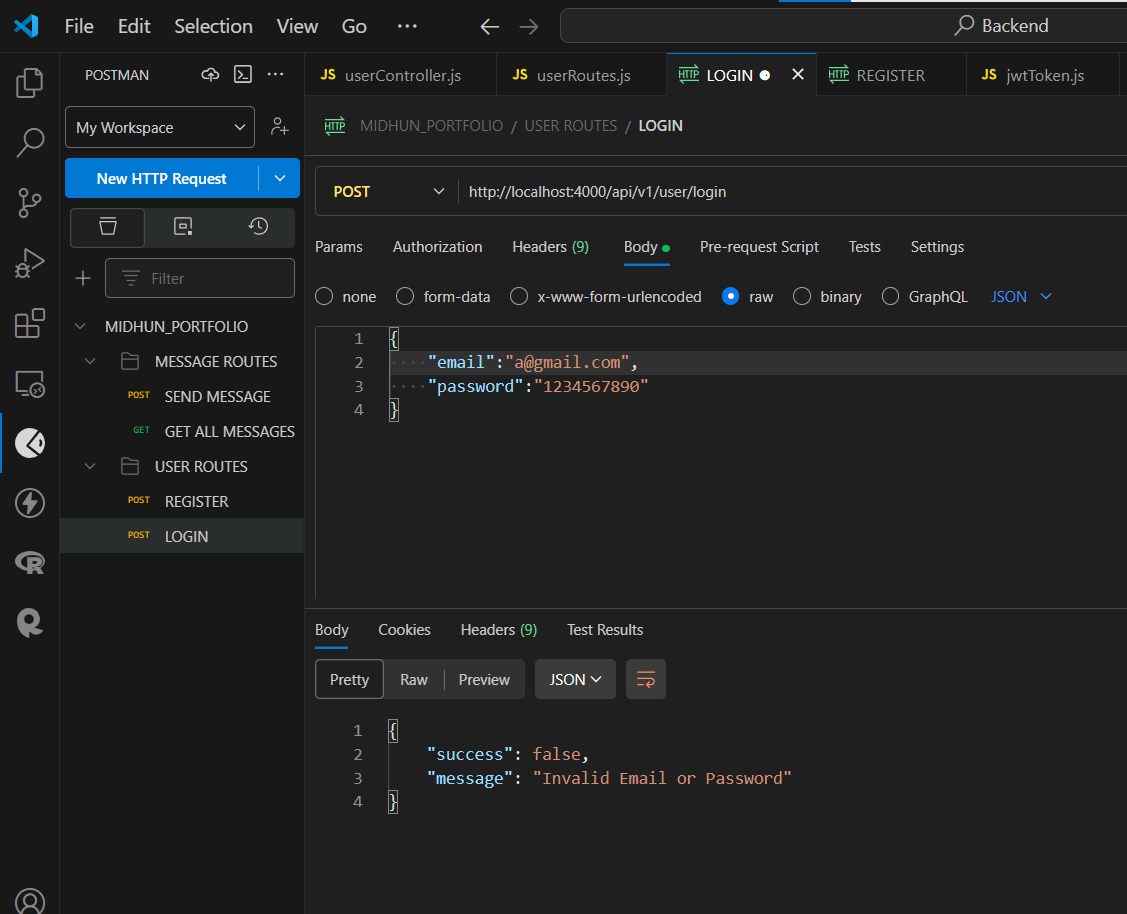 File Edit Selection View Go ··· Backend
POSTMAN
JS userController.js JS userRoutes.js HTTP LOGIN HTTP REGISTER JS jwtToken.js
My Workspace
HTTP MIDHUN_PORTFOLIO / USER ROUTES / LOGIN
New HTTP Request
POST http://localhost:4000/api/v1/user/login
Params Authorization Headers (9) Body Pre-request Script Tests Settings
Filter
none form-data x-www-form-urlencoded raw binary GraphQL JSON
MIDHUN_PORTFOLIO
MESSAGE ROUTES
POST SEND MESSAGE
GET GET ALL MESSAGES
USER ROUTES
POST REGISTER
POST LOGIN
1 {
2 "email":"a@gmail.com",
3 "password":"1234567890"
4 }
Body Cookies Headers (9) Test Results
Pretty Raw Preview JSON
1 {
2 "success": false,
3 "message": "Invalid Email or Password"
4 }
R